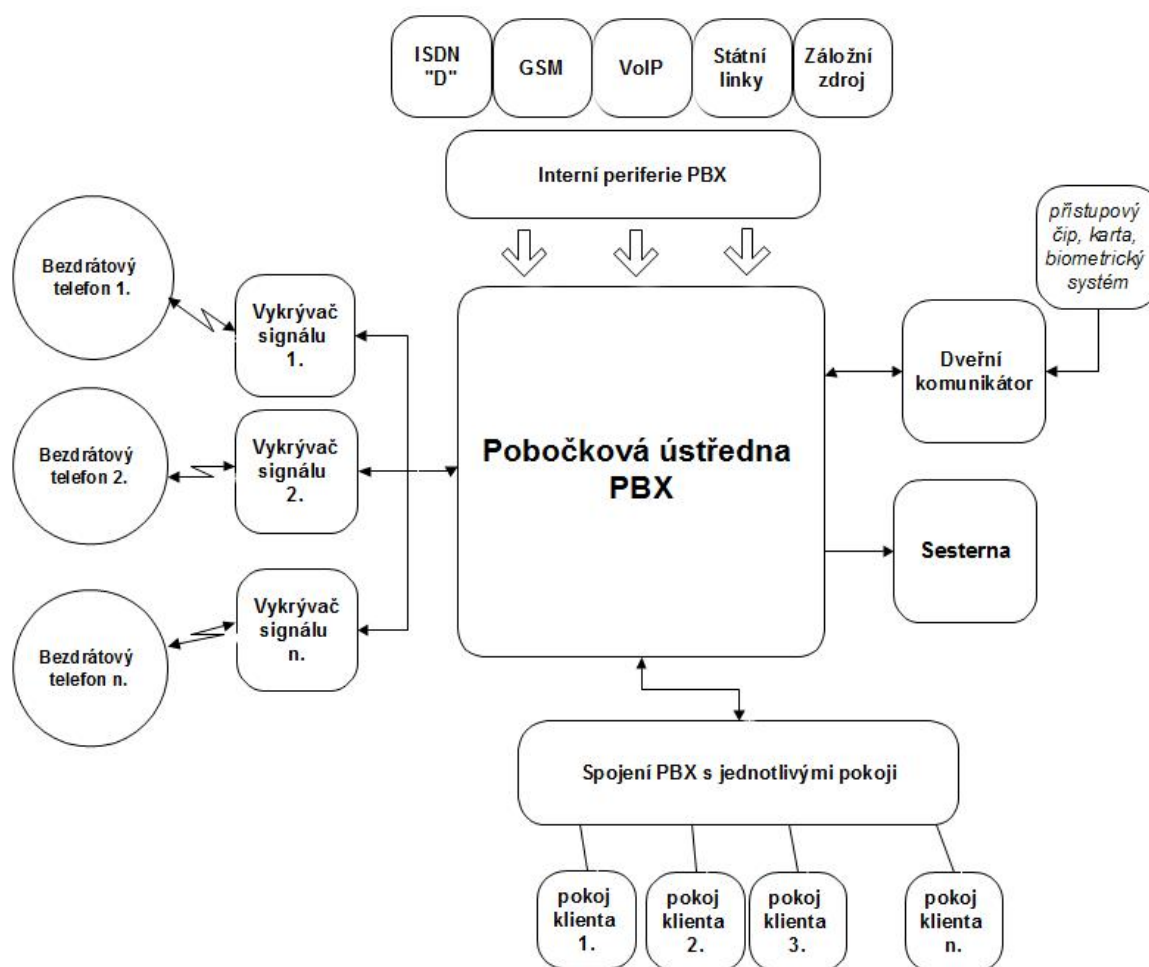 ISDN
"D"
GSM
VoIP
Státní
linky
Záložní
zdroj
Interní periferie PBX
přístupový
čip, karta,
biometrický
systém
Bezdrátový
telefon 1.
Vykrývač
signálu
1.
Dveřní
komunikátor
Bezdrátový
telefon 2.
Vykrývač
signálu
2.
Pobočková ústředna
PBX
Sesterna
Bezdrátový
telefon n.
Vykrývač
signálu
n.
Spojení PBX s jednotlivými pokoji
pokoj
klienta
1.
pokoj
klienta
2.
pokoj
klienta
3.
pokoj
klienta
n.